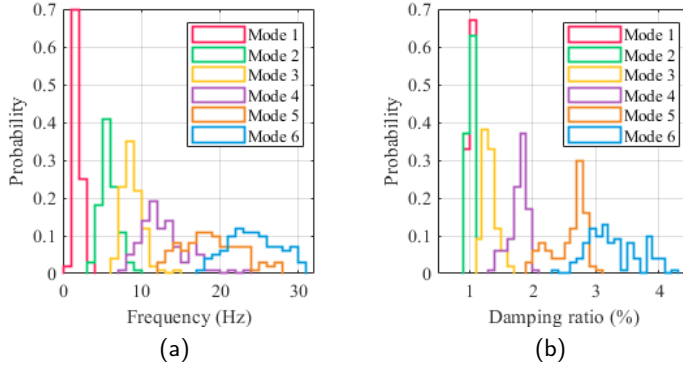 0.7
0.6
0.5
0.4
0.3
0.2
0.1
0
Probability
Mode 1
Mode 2
Mode 3
Mode 4
Mode 5
Mode 6
0 10 20 30
Frequency (Hz)
(a)
0.7
0.6
0.5
0.4
0.3
0.2
0.1
0
Probability
Mode 1
Mode 2
Mode 3
Mode 4
Mode 5
Mode 6
1 2 3 4
Damping ratio (%)
(b)